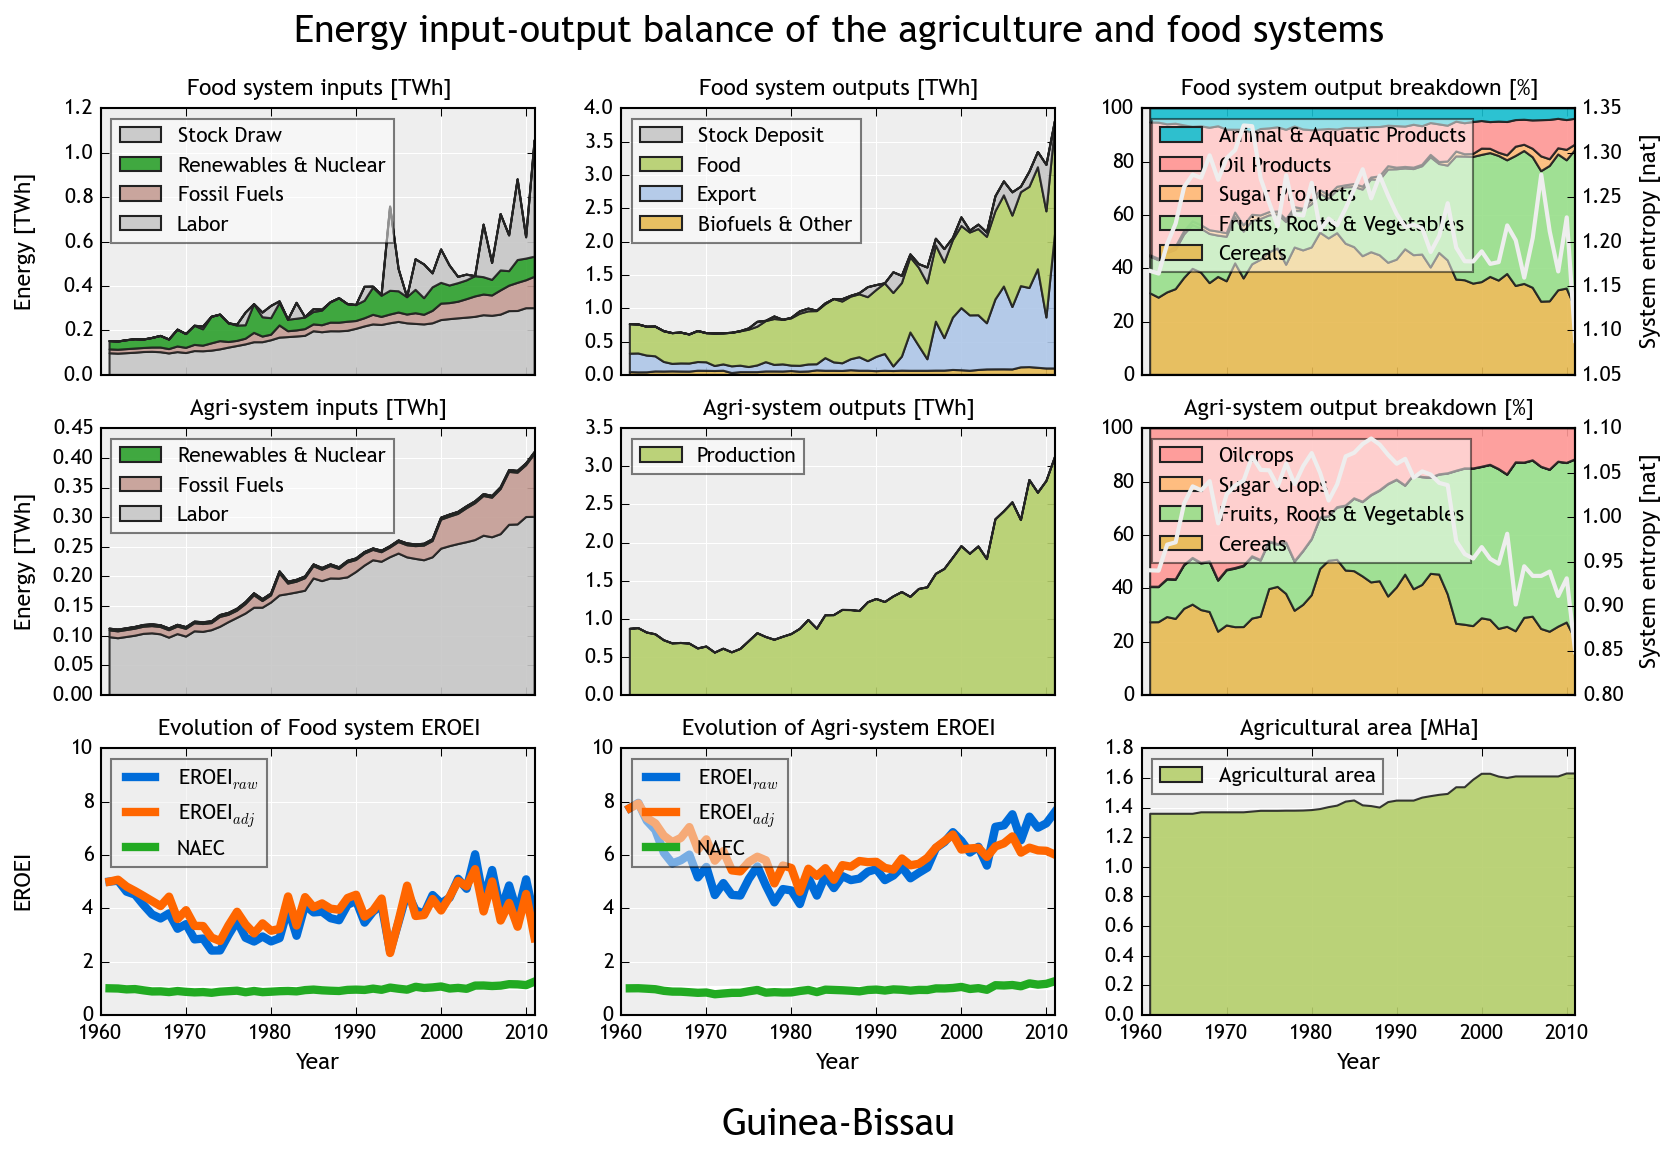 Energy input-output balance of the agriculture and food systems
Food system inputs [TWh]
Energy [TWh]
1.2
1.0
0.8
0.6
0.4
0.2
0.0
Stock Draw
Renewables & Nuclear
Fossil Fuels
Labor
Food system outputs [TWh]
4.0
3.5
3.0
2.5
2.0
1.5
1.0
0.5
0.0
Stock Deposit
Food
Export
Biofuels & Other
Food system output breakdown [%]
100
80
60
40
20
0
Animal & Aquatic Products
Oil Products
Sugar Products
Fruits, Roots & Vegetables
Cereals
1.35
1.30
1.25
1.20
1.15
1.10
1.05
System entropy [nat]
Agri-system inputs [TWh]
Energy [TWh]
0.45
0.40
0.35
0.30
0.25
0.20
0.15
0.10
0.05
0.00
Renewables & Nuclear
Fossil Fuels
Labor
Agri-system outputs [TWh]
3.5
3.0
2.5
2.0
1.5
1.0
0.5
0.0
Production
Agri-system output breakdown [%]
100
80
60
40
20
0
Oilcrops
Sugar Crops
Fruits, Roots & Vegetables
Cereals
1.10
1.05
1.00
0.95
0.90
0.85
0.80
System entropy [nat]
Evolution of Food system EROEI
EROEI
10
8
6
4
2
0
EROEIraw
EROEIadj
NAEC
1960 1970 1980 1990 2000 2010
Year
Evolution of Agri-system EROEI
10
8
6
4
2
0
EROEIraw
EROEIadj
NAEC
1960 1970 1980 1990 2000 2010
Year
Agricultural area [MHa]
1.8
1.6
1.4
1.2
1.0
0.8
0.6
0.4
0.2
0.0
Agricultural area
1960 1970 1980 1990 2000 2010
Year
Guinea-Bissau